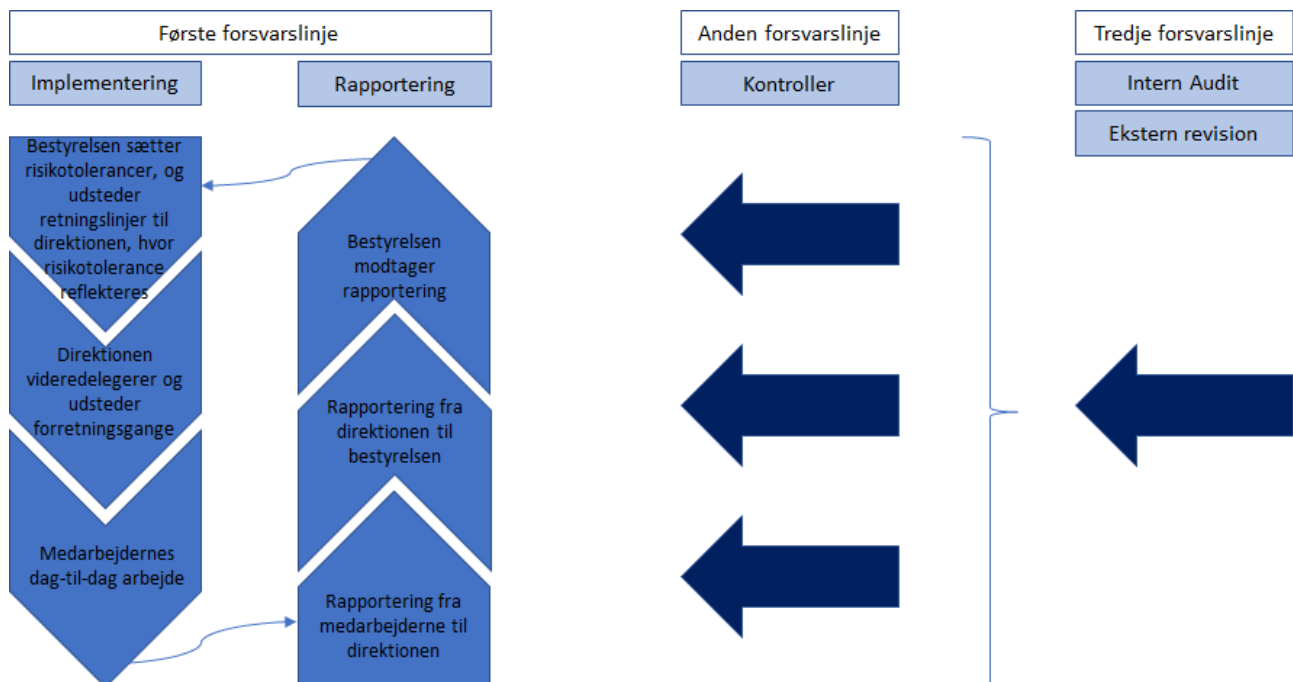 Første forsvarslinje
Anden forsvarslinje
Tredje forsvarslinje
Implementering
Rapportering
Kontroller
Intern Audit
Ekstern revision
Bestyrelsen sætter
risikotolerancer, og
udsteder
retningslinjer til
direktionen, hvor
risikotolerance
reflekteres
Direktionen
videredelegerer og
udsteder
forretningsgange
Medarbejdernes
dag-til-dag arbejde
Bestyrelsen
modtager
rapportering
Rapportering fra
direktionen til
bestyrelsen
Rapportering fra
medarbejderne til
direktionen